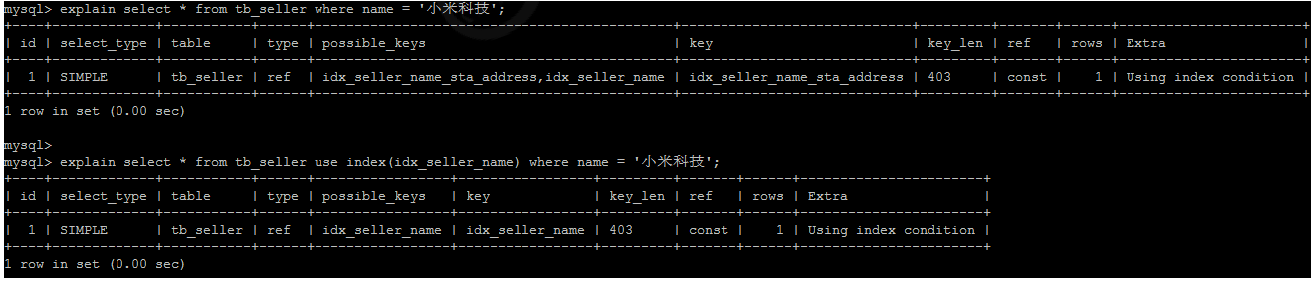 mysql> explain select * from tb_seller where name = '小米科技';
+----+-------------+-----------+------+------------------------------------------+-----------------------------+---------+-------+------+-----------------------+
| id | select_type | table | type | possible_keys | key | key_len | ref | rows | Extra |
+----+-------------+-----------+------+------------------------------------------+-----------------------------+---------+-------+------+-----------------------+
| 1 | SIMPLE | tb_seller | ref | idx_seller_name_sta_address,idx_seller_name | idx_seller_name_sta_address | 403 | const | 1 | Using index condition |
+----+-------------+-----------+------+------------------------------------------+-----------------------------+---------+-------+------+-----------------------+
1 row in set (0.00 sec)
mysql>
mysql> explain select * from tb_seller use index(idx_seller_name) where name = '小米科技';
+----+-------------+-----------+------+-----------------+-----------------+---------+-------+------+-----------------------+
| id | select_type | table | type | possible_keys | key | key_len | ref | rows | Extra |
+----+-------------+-----------+------+-----------------+-----------------+---------+-------+------+-----------------------+
| 1 | SIMPLE | tb_seller | ref | idx_seller_name | idx_seller_name | 403 | const | 1 | Using index condition |
+----+-------------+-----------+------+-----------------+-----------------+---------+-------+------+-----------------------+
1 row in set (0.00 sec)